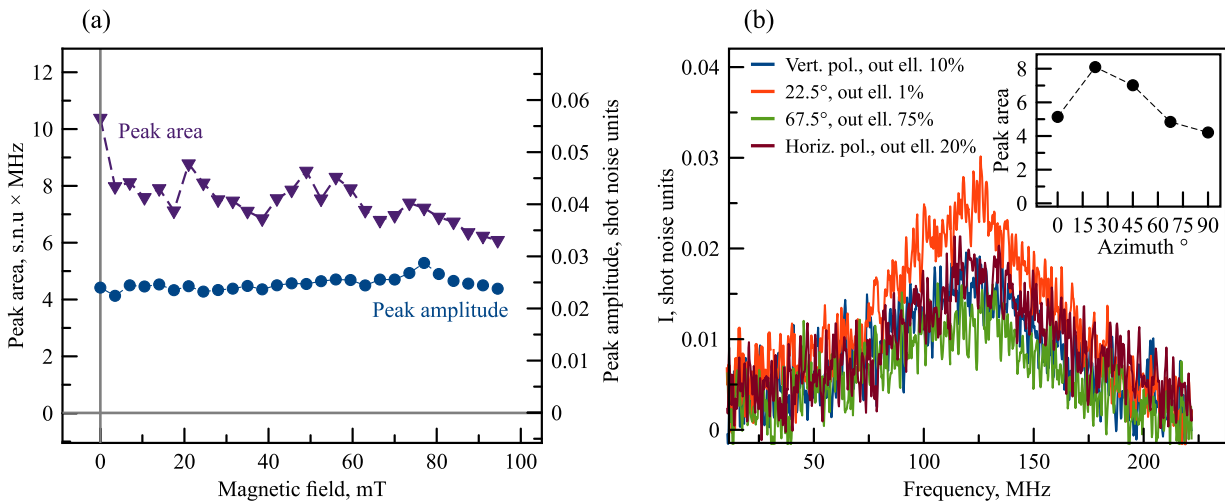 (a)
Peak area, s.n.u × MHz
12
10
8
6
4
2
0
Peak area
Peak amplitude
0.06
0.05
0.04
0.03
0.02
0.01
0
Peak amplitude, shot noise units
0
20
40
60
80
100
Magnetic field, mT
(b)
I, shot noise units
0.04
0.03
0.02
0.01
0
Vert. pol., out ell. 10%
22.5°, out ell. 1%
67.5°, out ell. 75%
Horiz. pol., out ell. 20%
Peak area
8
6
4
2
0
0 15 30 45 60 75 90
Azimuth °
50
100
150
200
Frequency, MHz